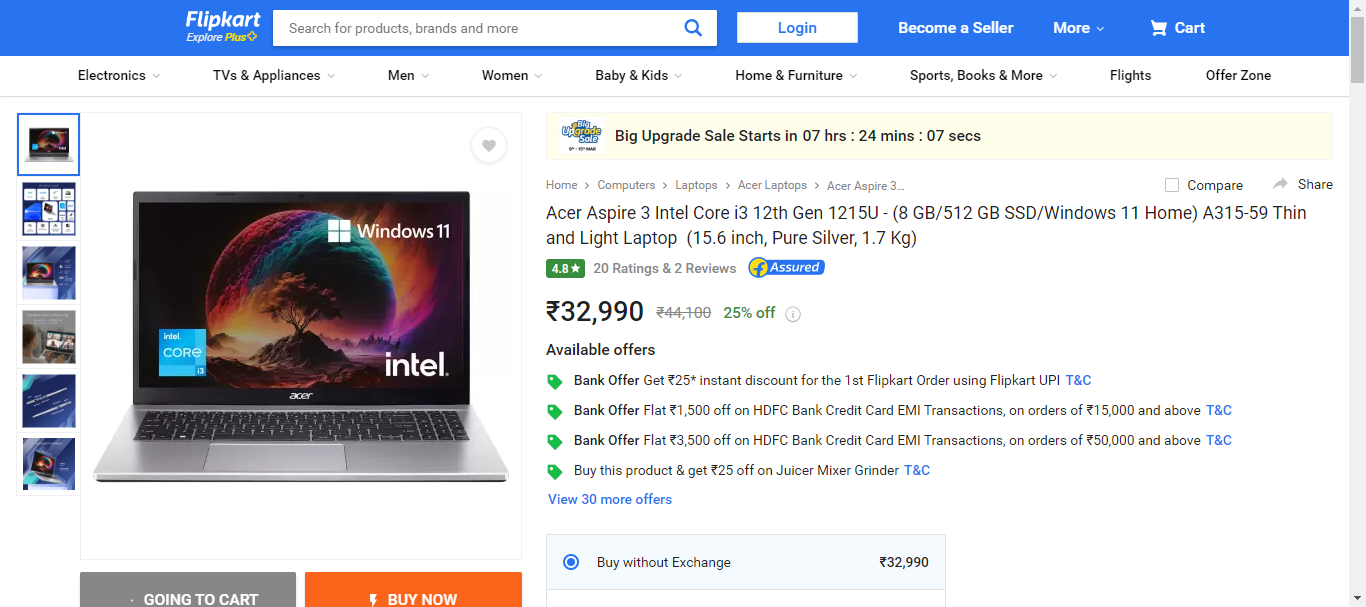 Flipkart
Explore Plus
Search for products, brands and more
Login
Become a Seller
More
Cart
Electronics
TVs & Appliances
Men
Women
Baby & Kids
Home & Furniture
Sports, Books & More
Flights
Offer Zone
Big Upgrade Sale
9th - 15th MAR
Big Upgrade Sale Starts in 07 hrs : 24 mins : 07 secs
Home
Computers
Laptops
Acer Laptops
Acer Aspire 3...
Compare
Share
Acer Aspire 3 Intel Core i3 12th Gen 1215U - (8 GB/512 GB SSD/Windows 11 Home) A315-59 Thin
and Light Laptop (15.6 inch, Pure Silver, 1.7 Kg)
4.8★ 20 Ratings & 2 Reviews
Assured
₹32,990 ₹44,100 25% off
Available offers
Bank Offer Get ₹25* instant discount for the 1st Flipkart Order using Flipkart UPI T&C
Bank Offer Flat ₹1,500 off on HDFC Bank Credit Card EMI Transactions, on orders of ₹15,000 and above T&C
Bank Offer Flat ₹3,500 off on HDFC Bank Credit Card EMI Transactions, on orders of ₹50,000 and above T&C
Buy this product & get ₹25 off on Juicer Mixer Grinder T&C
View 30 more offers
Buy without Exchange ₹32,990
Windows 11
intel.
CORE
i3
intel.
acer
GOING TO CART
BUY NOW